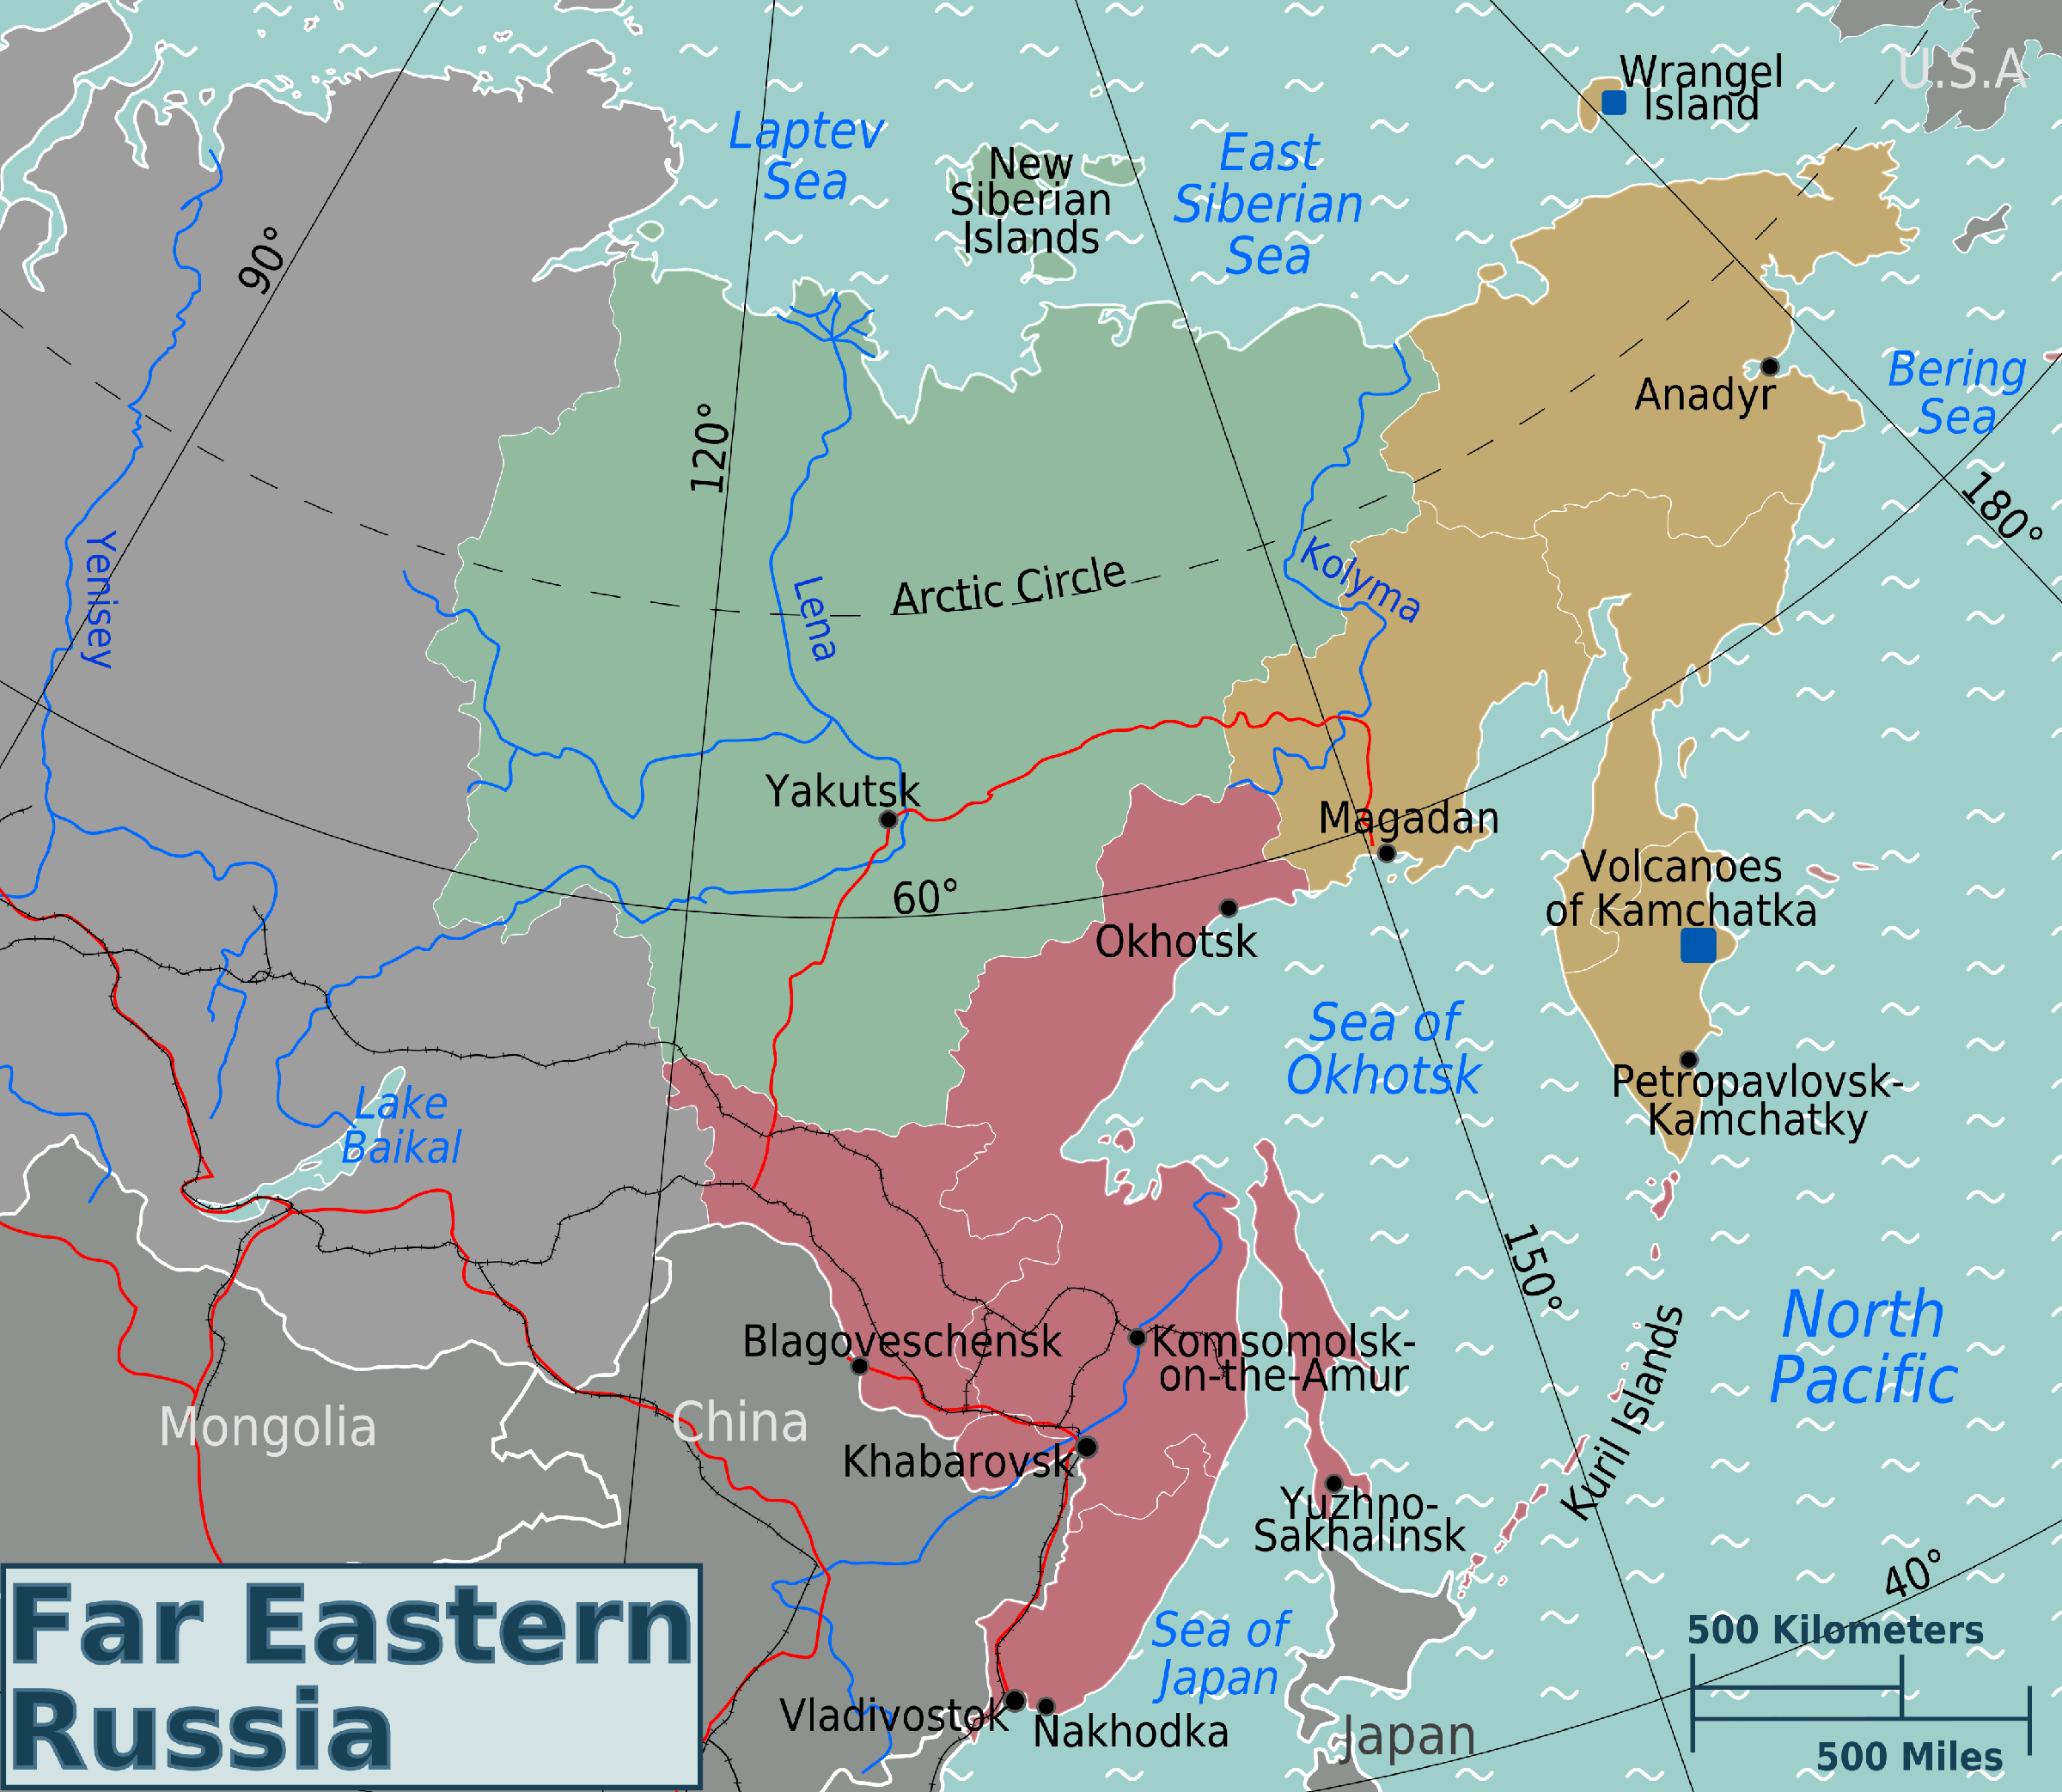 Wrangel
Island
U.S.A
Laptev
Sea
New
Siberian
Islands
East
Siberian
Sea
90°
Bering
Sea
Anadyr
120°
180°
Yenisey
Lena
Arctic Circle
Kolyma
Yakutsk
Magadan
60°
Volcanoes
of Kamchatka
Okhotsk
Sea of
Okhotsk
Petropavlovsk-
Kamchatky
Lake
Baikal
150°
North
Pacific
Blagoveschensk
Komsomolsk-
on-the-Amur
Kuril Islands
Mongolia
China
Khabarovsk
Yuzhno-
Sakhalinsk
40°
Far Eastern
Russia
Sea of
Japan
500 Kilometers
Vladivostok
Nakhodka
Japan
500 Miles